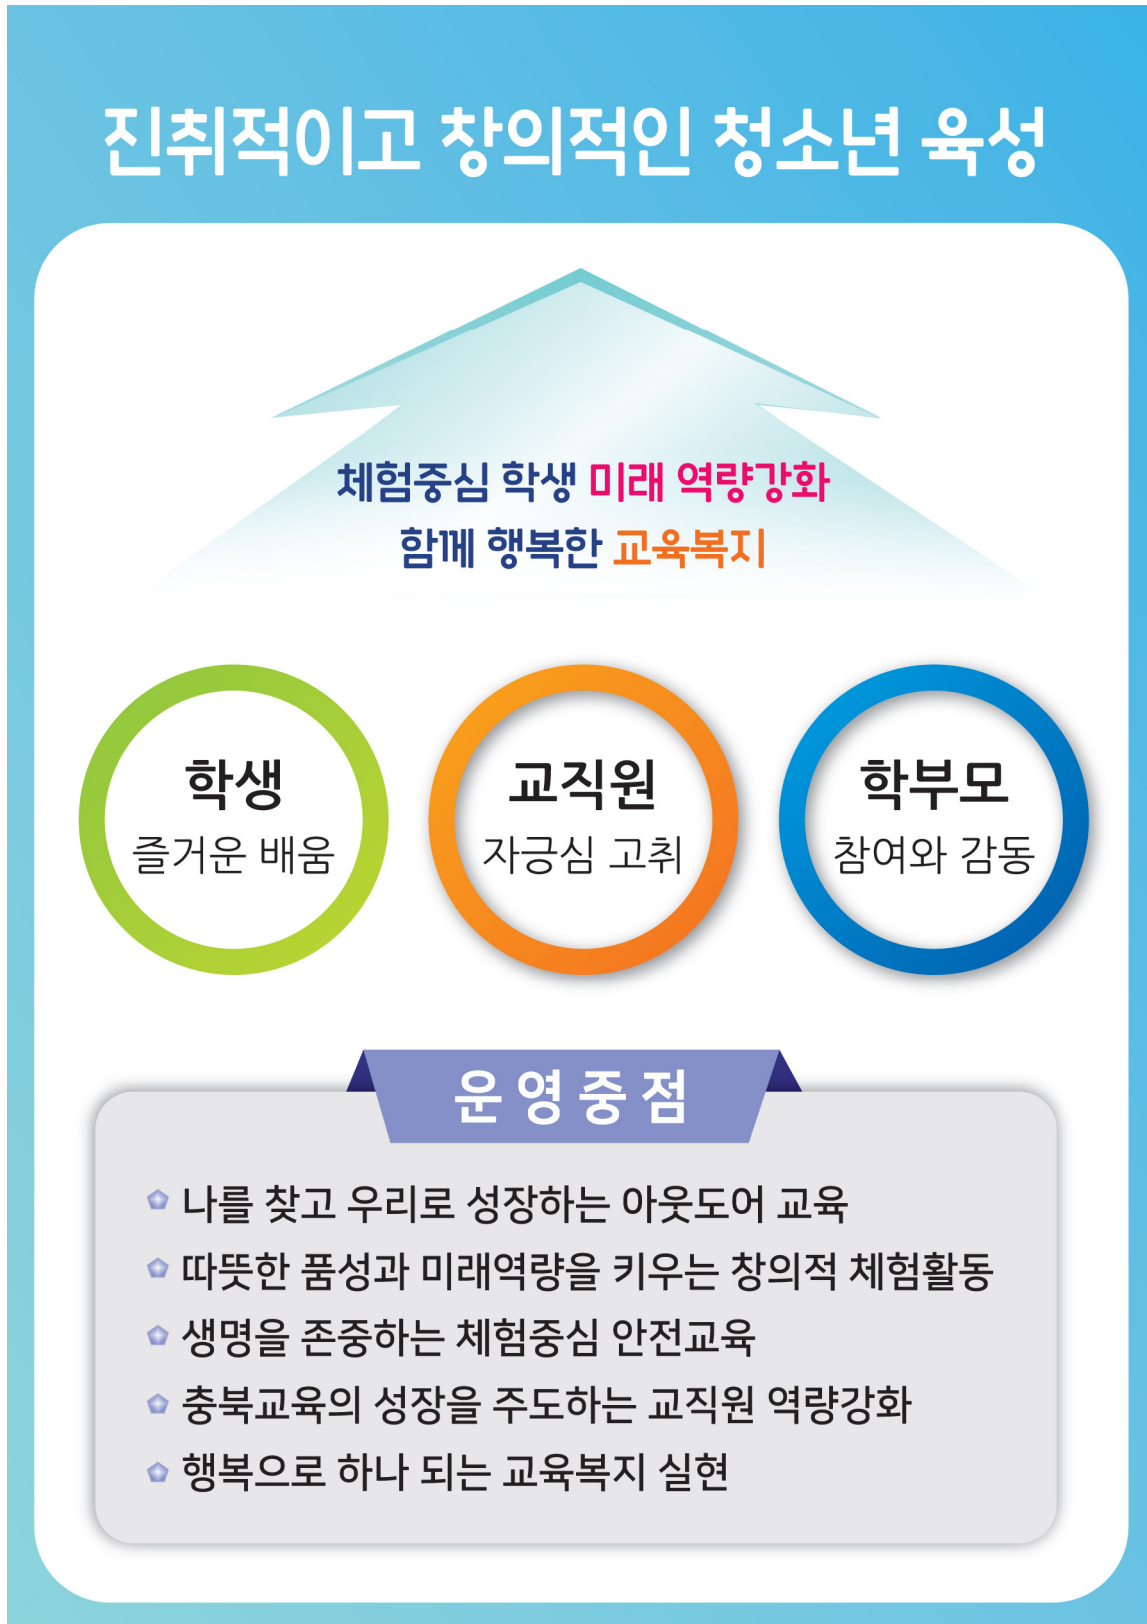 진취적이고 창의적인 청소년 육성
체험중심 학생 미래 역량강화
함께 행복한 교육복지
학생
즐거운 배움
교직원
자긍심 고취
학부모
참여와 감동
운영중점
나를 찾고 우리로 성장하는 아웃도어 교육
따뜻한 품성과 미래역량을 키우는 창의적 체험활동
생명을 존중하는 체험중심 안전교육
충북교육의 성장을 주도하는 교직원 역량강화
행복으로 하나 되는 교육복지 실현